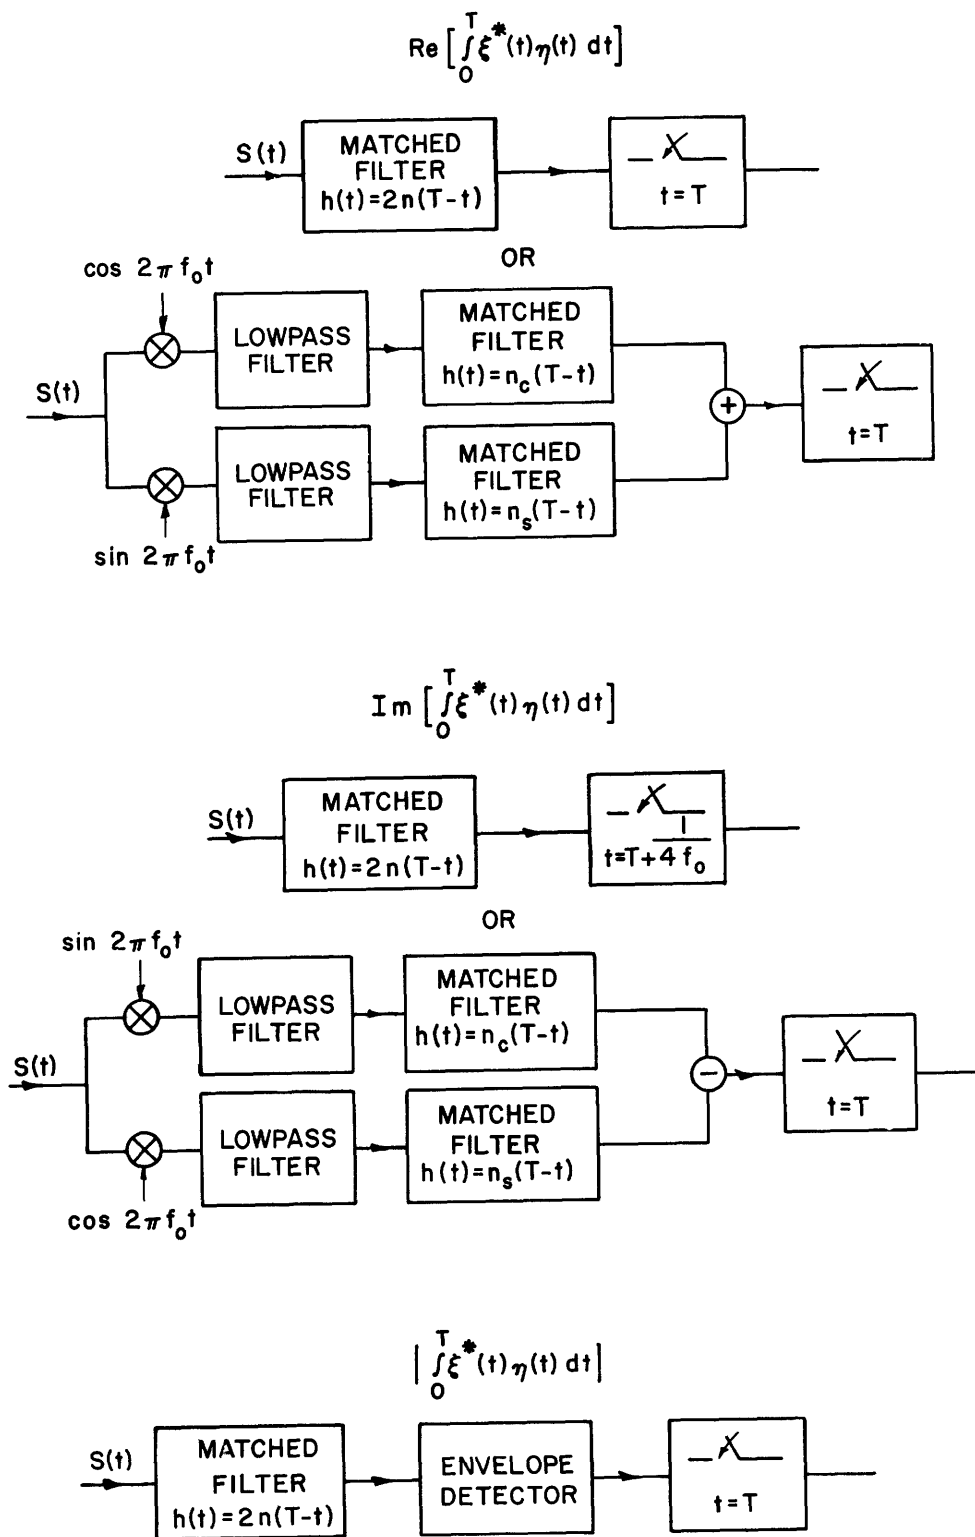 Re [∫₀ᵀ ξ*(t) η(t) dt]
S(t)
MATCHED
FILTER
h(t)=2n(T-t)
t=T
OR
cos 2πf₀t
LOWPASS
FILTER
MATCHED
FILTER
h(t)=n_c(T-t)
S(t)
+
t=T
LOWPASS
FILTER
MATCHED
FILTER
h(t)=n_s(T-t)
sin 2πf₀t
Im [∫₀ᵀ ξ*(t) η(t) dt]
S(t)
MATCHED
FILTER
h(t)=2n(T-t)
t=T+1/4f₀
OR
sin 2πf₀t
LOWPASS
FILTER
MATCHED
FILTER
h(t)=n_c(T-t)
S(t)
−
t=T
LOWPASS
FILTER
MATCHED
FILTER
h(t)=n_s(T-t)
cos 2πf₀t
|∫₀ᵀ ξ*(t) η(t) dt|
S(t)
MATCHED
FILTER
h(t)=2n(T-t)
ENVELOPE
DETECTOR
t=T